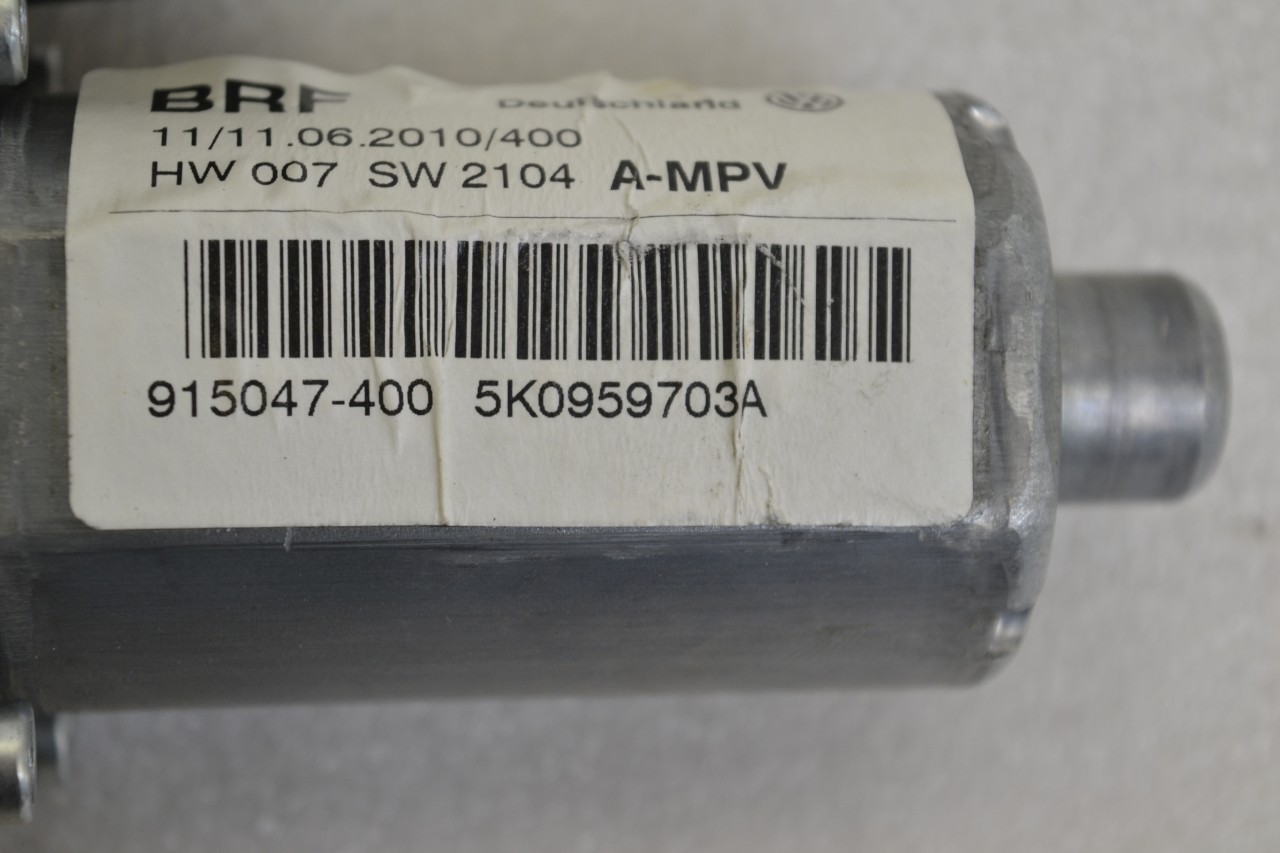 BRF Deutschland
11/11.06.2010/400
HW 007 SW 2104 A-MPV
915047-400 5K0959703A